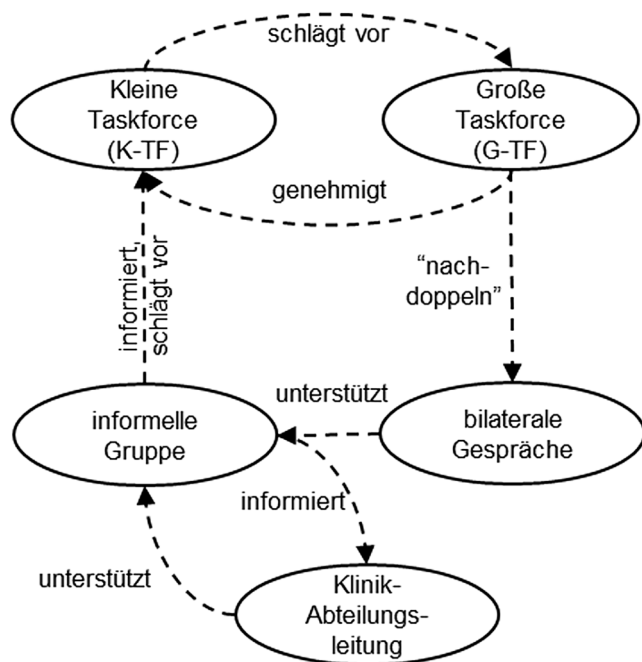 schlägt vor
Kleine
Taskforce
(K-TF)
Große
Taskforce
(G-TF)
genehmigt
informiert,
schlägt vor
“nach-
doppeln”
unterstützt
informelle
Gruppe
bilaterale
Gespräche
informiert
unterstützt
Klinik-
Abteilungs-
leitung